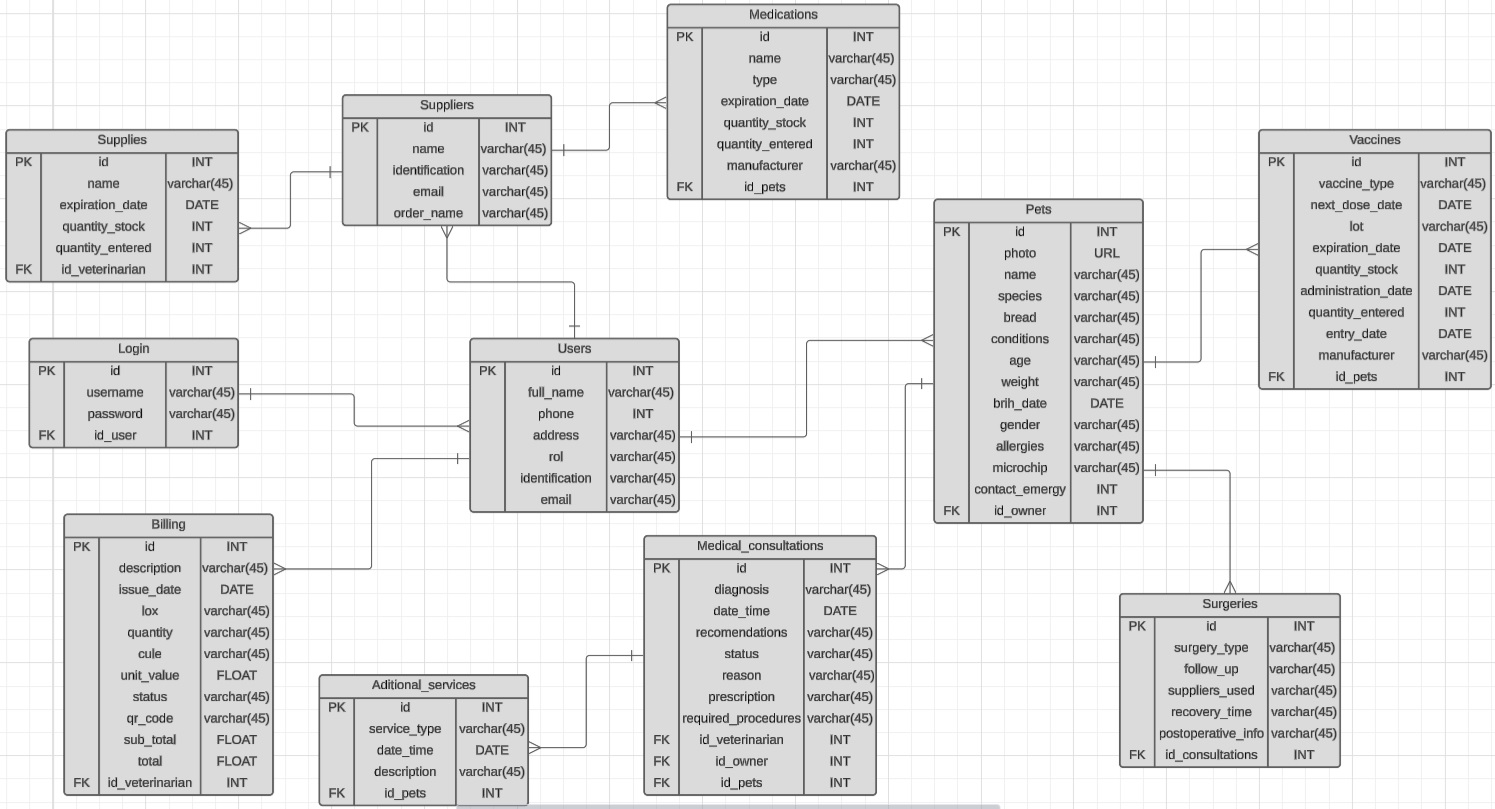 Medications
PK id INT
name varchar(45)
type varchar(45)
expiration_date DATE
quantity_stock INT
quantity_entered INT
manufacturer varchar(45)
FK id_pets INT
Suppliers
PK id INT
name varchar(45)
identification varchar(45)
email varchar(45)
order_name varchar(45)
Supplies
PK id INT
name varchar(45)
expiration_date DATE
quantity_stock INT
quantity_entered INT
FK id_veterinarian INT
Vaccines
PK id INT
vaccine_type varchar(45)
next_dose_date DATE
lot varchar(45)
expiration_date DATE
quantity_stock INT
administration_date DATE
quantity_entered INT
entry_date DATE
manufacturer varchar(45)
FK id_pets INT
Pets
PK id INT
photo URL
name varchar(45)
species varchar(45)
bread varchar(45)
conditions varchar(45)
age varchar(45)
weight varchar(45)
brih_date DATE
gender varchar(45)
allergies varchar(45)
microchip varchar(45)
contact_emergy INT
FK id_owner INT
Login
PK id INT
username varchar(45)
password varchar(45)
FK id_user INT
Users
PK id INT
full_name varchar(45)
phone INT
address varchar(45)
rol varchar(45)
identification varchar(45)
email varchar(45)
Billing
PK id INT
description varchar(45)
issue_date DATE
lox varchar(45)
quantity varchar(45)
cule varchar(45)
unit_value FLOAT
status varchar(45)
qr_code varchar(45)
sub_total FLOAT
total FLOAT
FK id_veterinarian INT
Medical_consultations
PK id INT
diagnosis varchar(45)
date_time DATE
recomendations varchar(45)
status varchar(45)
reason varchar(45)
prescription varchar(45)
required_procedures varchar(45)
FK id_veterinarian INT
FK id_owner INT
FK id_pets INT
Aditional_services
PK id INT
service_type varchar(45)
date_time DATE
description varchar(45)
FK id_pets INT
Surgeries
PK id INT
surgery_type varchar(45)
follow_up varchar(45)
suppliers_used varchar(45)
recovery_time varchar(45)
postoperative_info varchar(45)
FK id_consultations INT